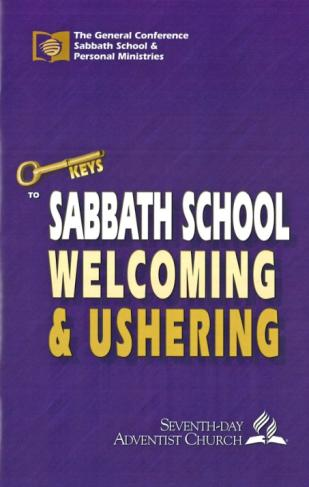 The General Conference
Sabbath School &
Personal Ministries
KEYS
TO
SABBATH SCHOOL
WELCOMING
& USHERING
SEVENTH-DAY
ADVENTIST CHURCH